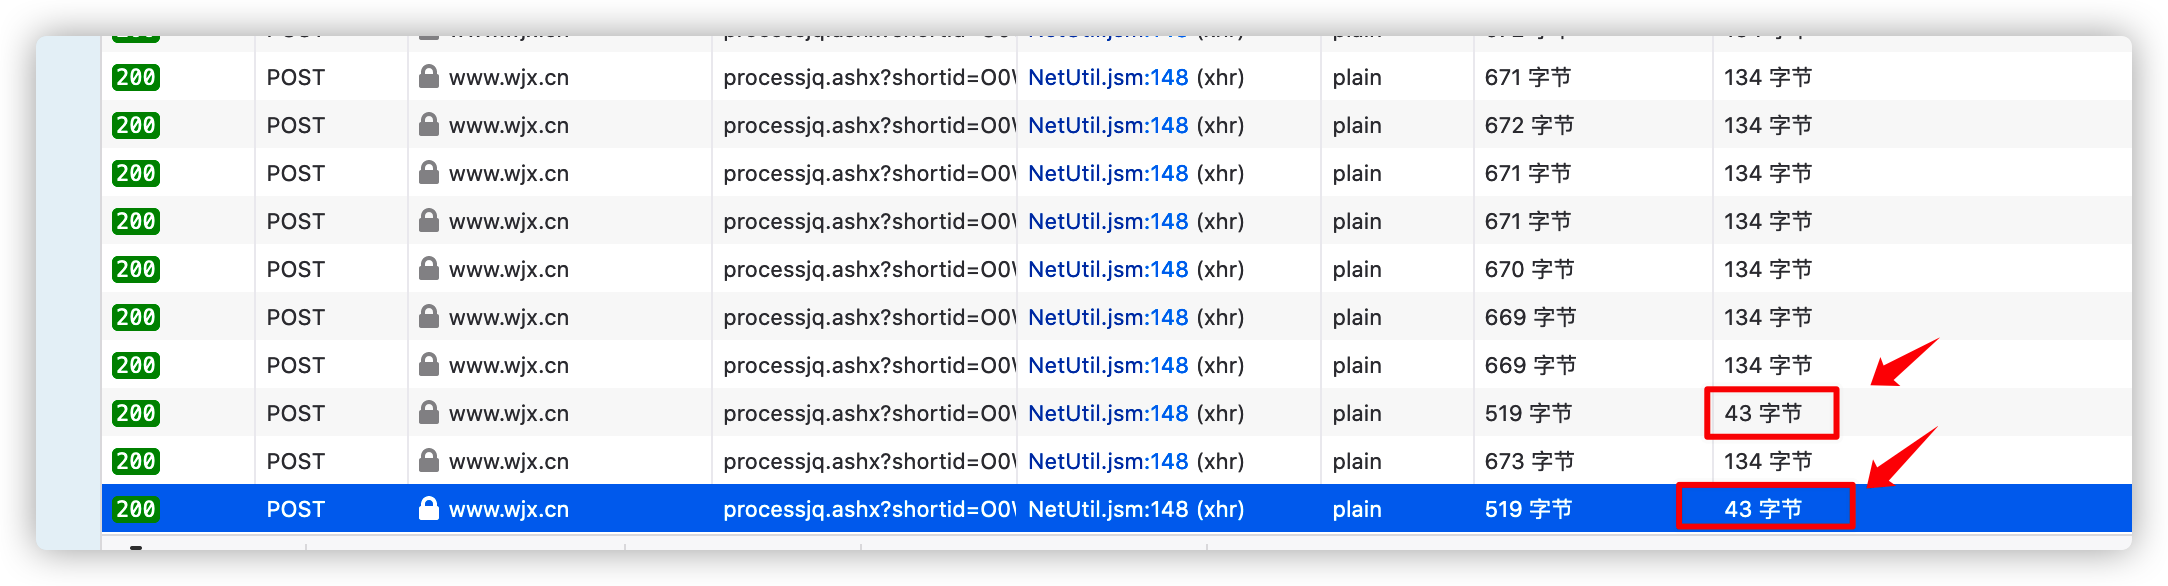 200 POST www.wjx.cn processjq.ashx?shortid=O0 NetUtil.jsm:148 (xhr) plain 671 字节 134 字节
200 POST www.wjx.cn processjq.ashx?shortid=O0 NetUtil.jsm:148 (xhr) plain 672 字节 134 字节
200 POST www.wjx.cn processjq.ashx?shortid=O0 NetUtil.jsm:148 (xhr) plain 671 字节 134 字节
200 POST www.wjx.cn processjq.ashx?shortid=O0 NetUtil.jsm:148 (xhr) plain 671 字节 134 字节
200 POST www.wjx.cn processjq.ashx?shortid=O0 NetUtil.jsm:148 (xhr) plain 670 字节 134 字节
200 POST www.wjx.cn processjq.ashx?shortid=O0 NetUtil.jsm:148 (xhr) plain 669 字节 134 字节
200 POST www.wjx.cn processjq.ashx?shortid=O0 NetUtil.jsm:148 (xhr) plain 669 字节 134 字节
200 POST www.wjx.cn processjq.ashx?shortid=O0 NetUtil.jsm:148 (xhr) plain 519 字节 43 字节
200 POST www.wjx.cn processjq.ashx?shortid=O0 NetUtil.jsm:148 (xhr) plain 673 字节 134 字节
200 POST www.wjx.cn processjq.ashx?shortid=O0 NetUtil.jsm:148 (xhr) plain 519 字节 43 字节